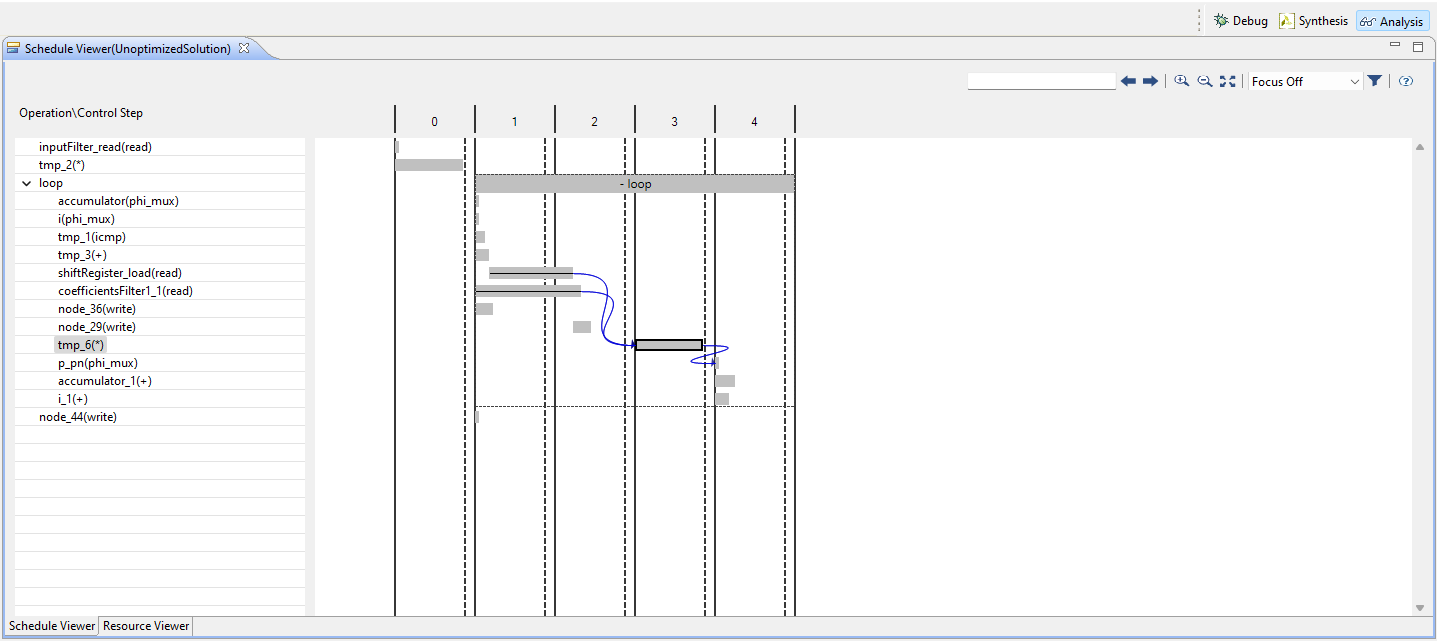 Debug Synthesis Analysis
Schedule Viewer(UnoptimizedSolution)
Focus Off
Operation\Control Step
0 1 2 3 4
inputFilter_read(read)
tmp_2(*)
loop
- loop
accumulator(phi_mux)
i(phi_mux)
tmp_1(icmp)
tmp_3(+)
shiftRegister_load(read)
coefficientsFilter1_1(read)
node_36(write)
node_29(write)
tmp_6(*)
p_pn(phi_mux)
accumulator_1(+)
i_1(+)
node_44(write)
Schedule Viewer Resource Viewer